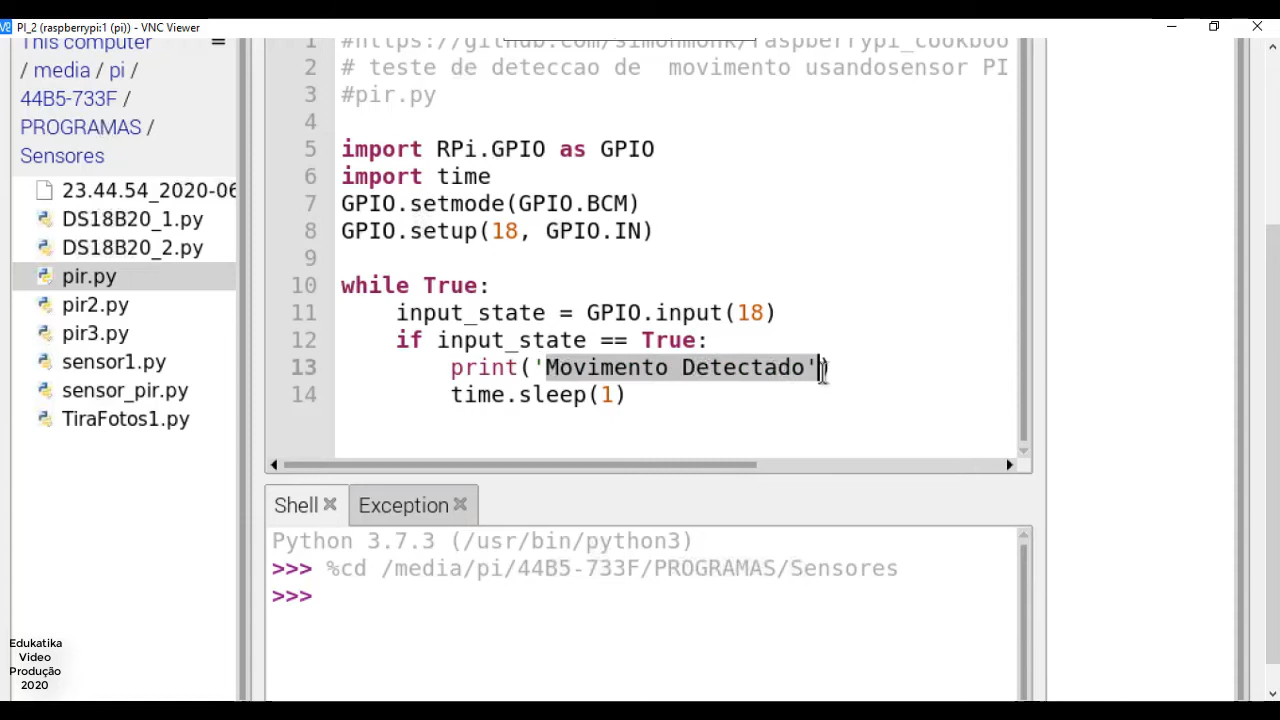 PI_2 (raspberrypi:1 (pi)) - VNC Viewer
This computer
/ media / pi /
44B5-733F /
PROGRAMAS /
Sensores
23.44.54_2020-06
DS18B20_1.py
DS18B20_2.py
pir.py
pir2.py
pir3.py
sensor1.py
sensor_pir.py
TiraFotos1.py
1 #https://github.com/simonmonk/raspberrypi_cookboo
2 # teste de deteccao de  movimento usandosensor PI
3 #pir.py
4
5 import RPi.GPIO as GPIO
6 import time
7 GPIO.setmode(GPIO.BCM)
8 GPIO.setup(18, GPIO.IN)
9
10 while True:
11     input_state = GPIO.input(18)
12     if input_state == True:
13         print('Movimento Detectado')
14         time.sleep(1)
Shell Exception
Python 3.7.3 (/usr/bin/python3)
>>> %cd /media/pi/44B5-733F/PROGRAMAS/Sensores
>>>
Edukatika
Video
Produção
2020